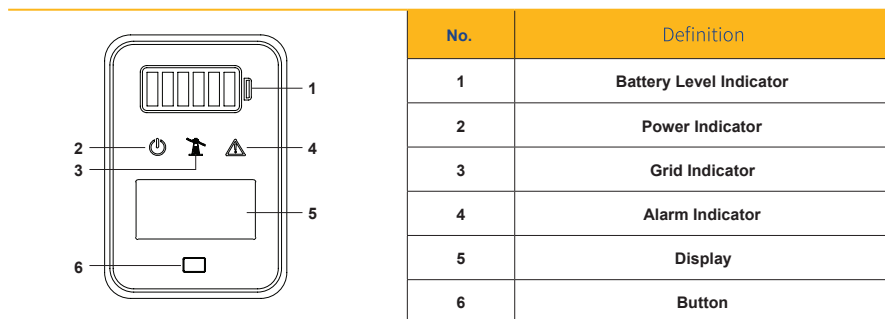 1
2
3
4
5
6
No. Definition
1 Battery Level Indicator
2 Power Indicator
3 Grid Indicator
4 Alarm Indicator
5 Display
6 Button